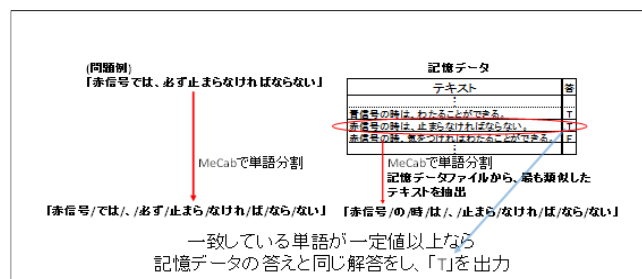 (問題例)
「赤信号では、必ず止まらなければならない」
MeCabで単語分割
「赤信号/では/、/必ず/止まら/なけれ/ば/なら/ない」
記憶データ
テキスト 答
⋮ ⋮
青信号の時は、わたることができる。 T
赤信号の時は、止まらなければならない。 T
赤信号の時、気をつければわたることができる。 F
⋮ ⋮
MeCabで単語分割
記憶データファイルから、最も類似した
テキストを抽出
「赤信号/の/時/は/、/止まら/なけれ/ば/なら/ない」
一致している単語が一定値以上なら
記憶データの答えと同じ解答をし、「T」を出力